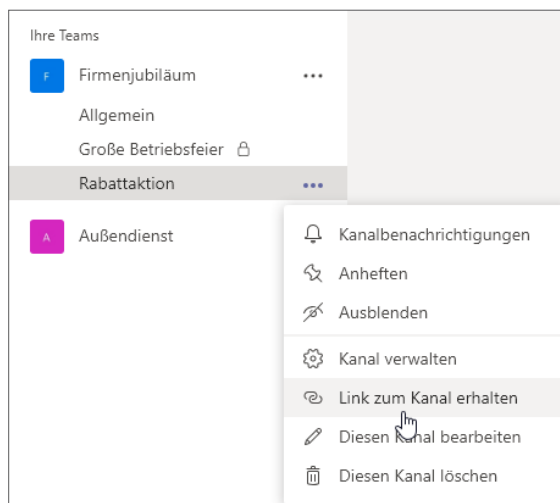 Ihre Teams
F Firmenjubiläum
Allgemein
Große Betriebsfeier
Rabattaktion
A Außendienst
Kanalbenachrichtigungen
Anheften
Ausblenden
Kanal verwalten
Link zum Kanal erhalten
Diesen Kanal bearbeiten
Diesen Kanal löschen